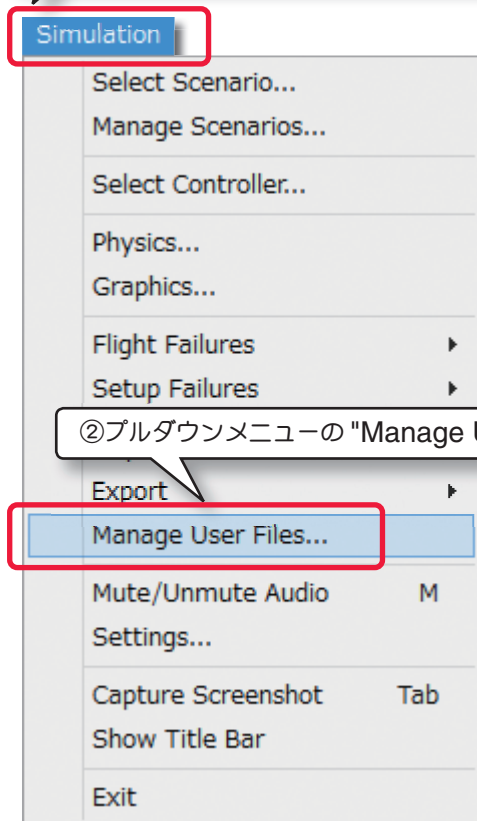 Simulation
Select Scenario...
Manage Scenarios...
Select Controller...
Physics...
Graphics...
Flight Failures
Setup Failures
②プルダウンメニューの "Manage
Export
Manage User Files...
Mute/Unmute Audio M
Settings...
Capture Screenshot Tab
Show Title Bar
Exit